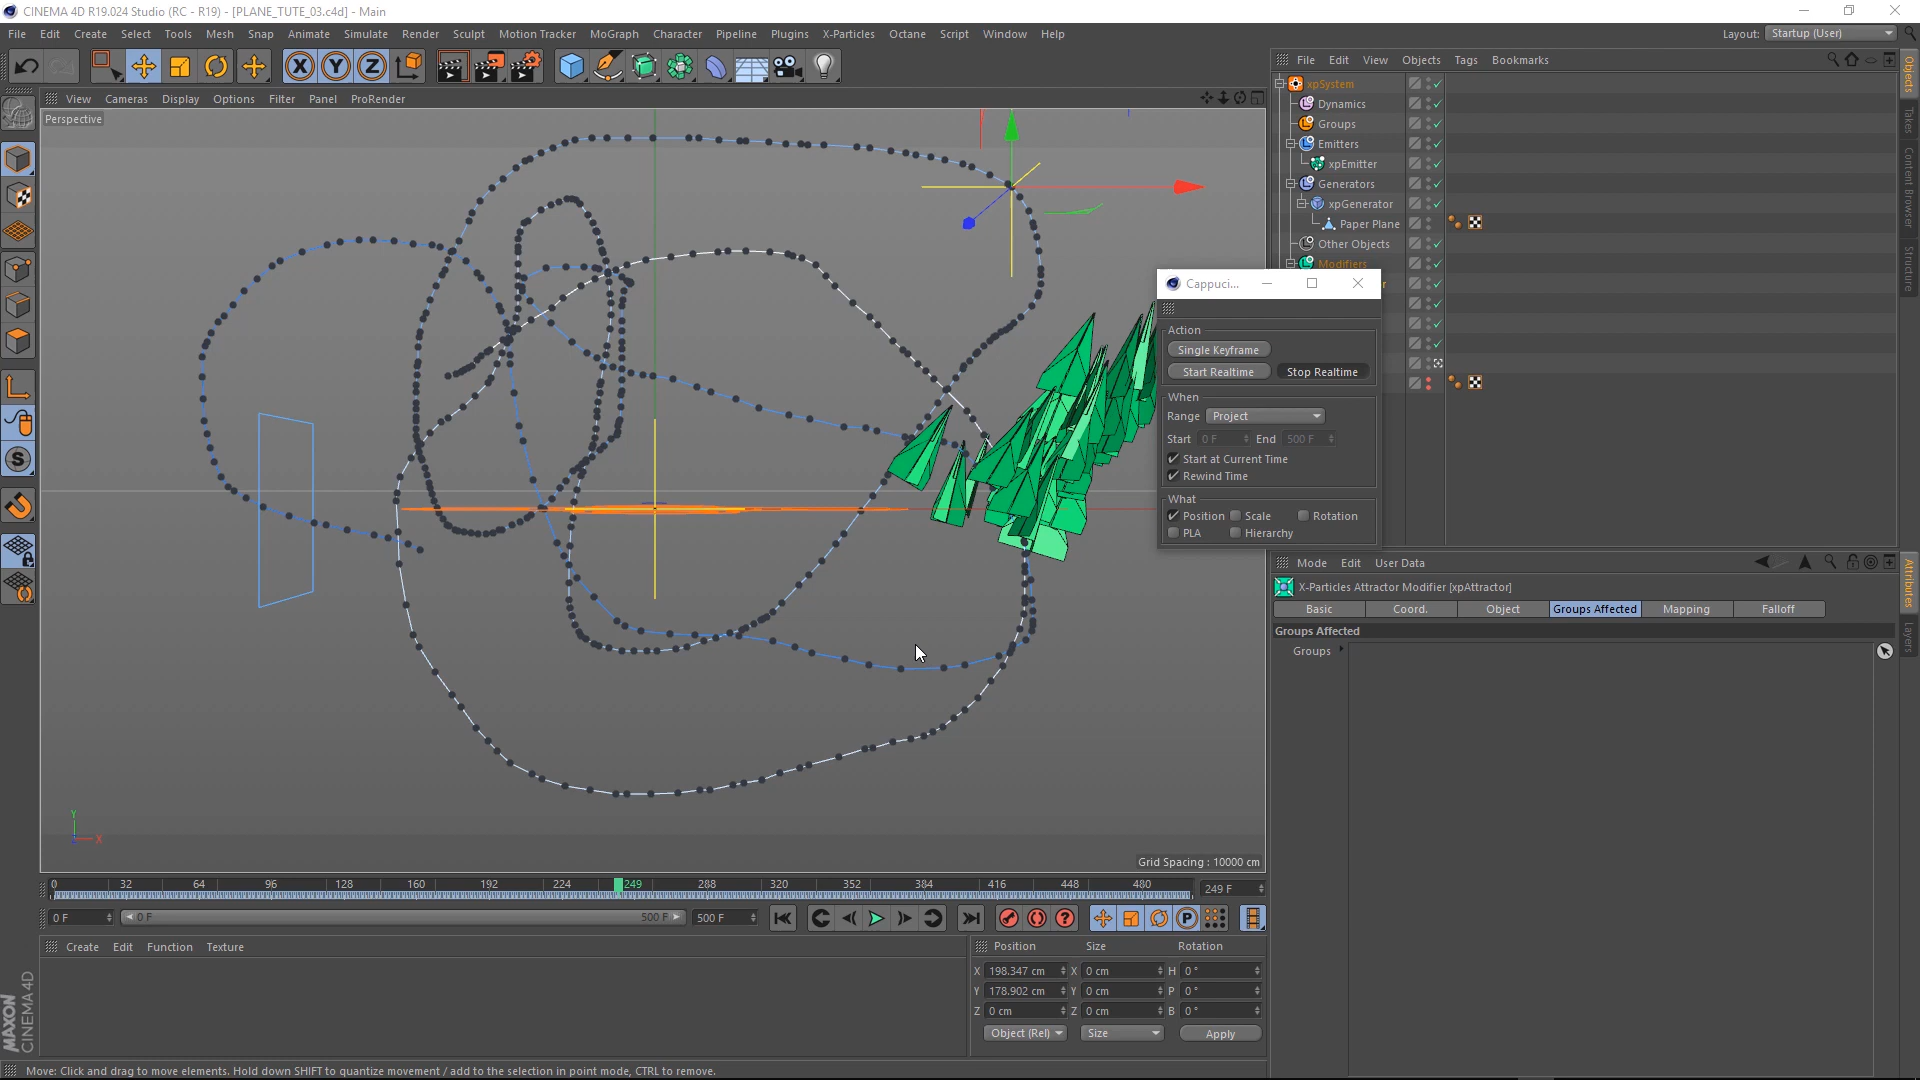 CINEMA 4D R19.024 Studio (RC - R19) - [PLANE_TUTE_03.c4d] - Main
File Edit Create Select Tools Mesh Snap Animate Simulate Render Sculpt Motion Tracker MoGraph Character Pipeline Plugins X-Particles Octane Script Window Help
Layout: Startup (User)
X Y Z
File Edit View Objects Tags Bookmarks
View Cameras Display Options Filter Panel ProRender
Perspective
xpSystem
Dynamics
Groups
Emitters
xpEmitter
Generators
xpGenerator
Paper Plane
Other Objects
Modifiers
Objects
Takes
Content Browser
Structure
Cappuci...
Action
Single Keyframe
Start Realtime Stop Realtime
When
Range Project
Start 0 F End 500 F
Start at Current Time
Rewind Time
What
Position Scale Rotation
PLA Hierarchy
Mode Edit User Data
X-Particles Attractor Modifier [xpAttractor]
Basic Coord. Object Groups Affected Mapping Falloff
Groups Affected
Groups
Attributes
Layers
Y
Z X
Grid Spacing : 10000 cm
0 32 64 96 128 160 192 224 249 288 320 352 384 416 448 480 249 F
0 F 0 F 500 F 500 F
Create Edit Function Texture
Position Size Rotation
X 198.347 cm X 0 cm H 0 °
Y 178.902 cm Y 0 cm P 0 °
Z 0 cm Z 0 cm B 0 °
Object (Rel) Size Apply
MAXON
CINEMA 4D
Move: Click and drag to move elements. Hold down SHIFT to quantize movement / add to the selection in point mode, CTRL to remove.